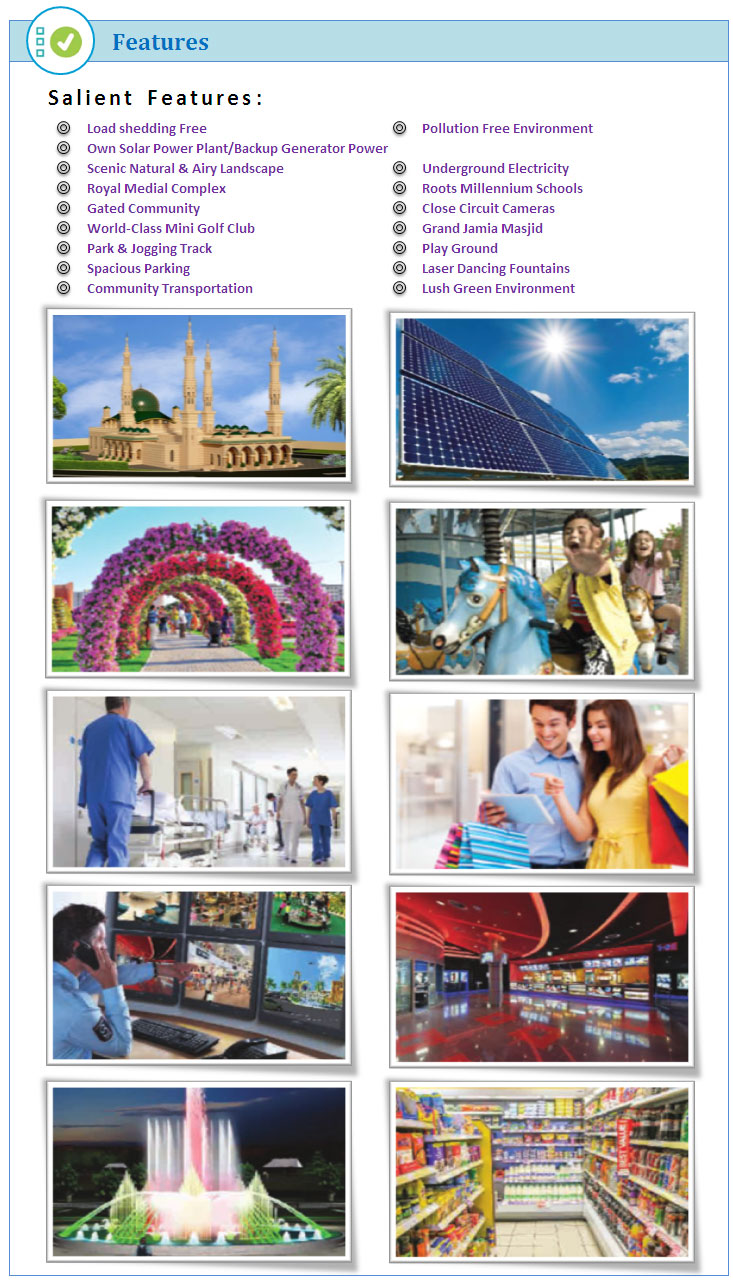 Features
Salient Features:
Load shedding Free
Pollution Free Environment
Own Solar Power Plant/Backup Generator Power
Scenic Natural & Airy Landscape
Underground Electricity
Royal Medial Complex
Roots Millennium Schools
Gated Community
Close Circuit Cameras
World-Class Mini Golf Club
Grand Jamia Masjid
Park & Jogging Track
Play Ground
Spacious Parking
Laser Dancing Fountains
Community Transportation
Lush Green Environment
BEST VALUE